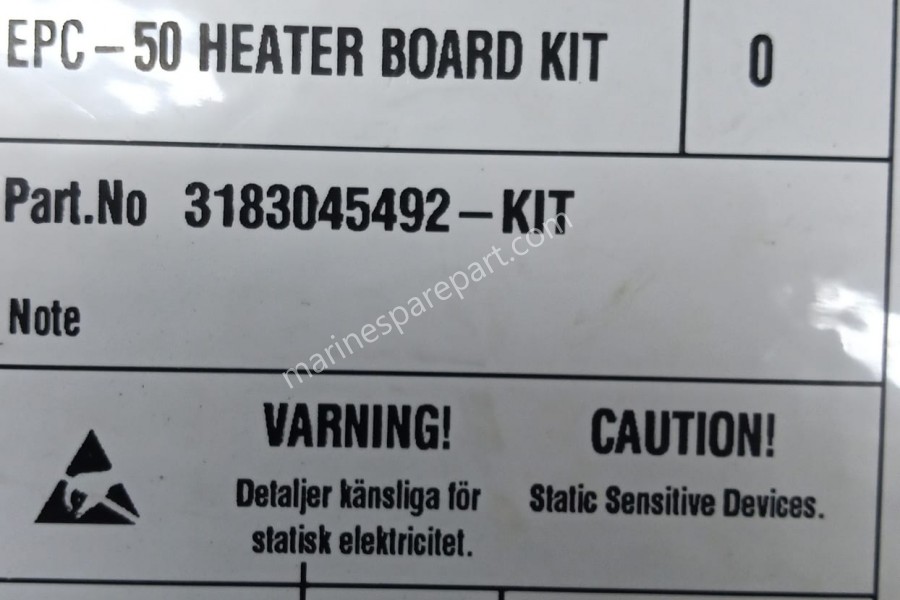 EPC-50 HEATER BOARD KIT
0
Part.No 3183045492-KIT
Note
marinesparepart.com
VARNING!
Detaljer känsliga för
statisk elektricitet.
CAUTION!
Static Sensitive Devices.